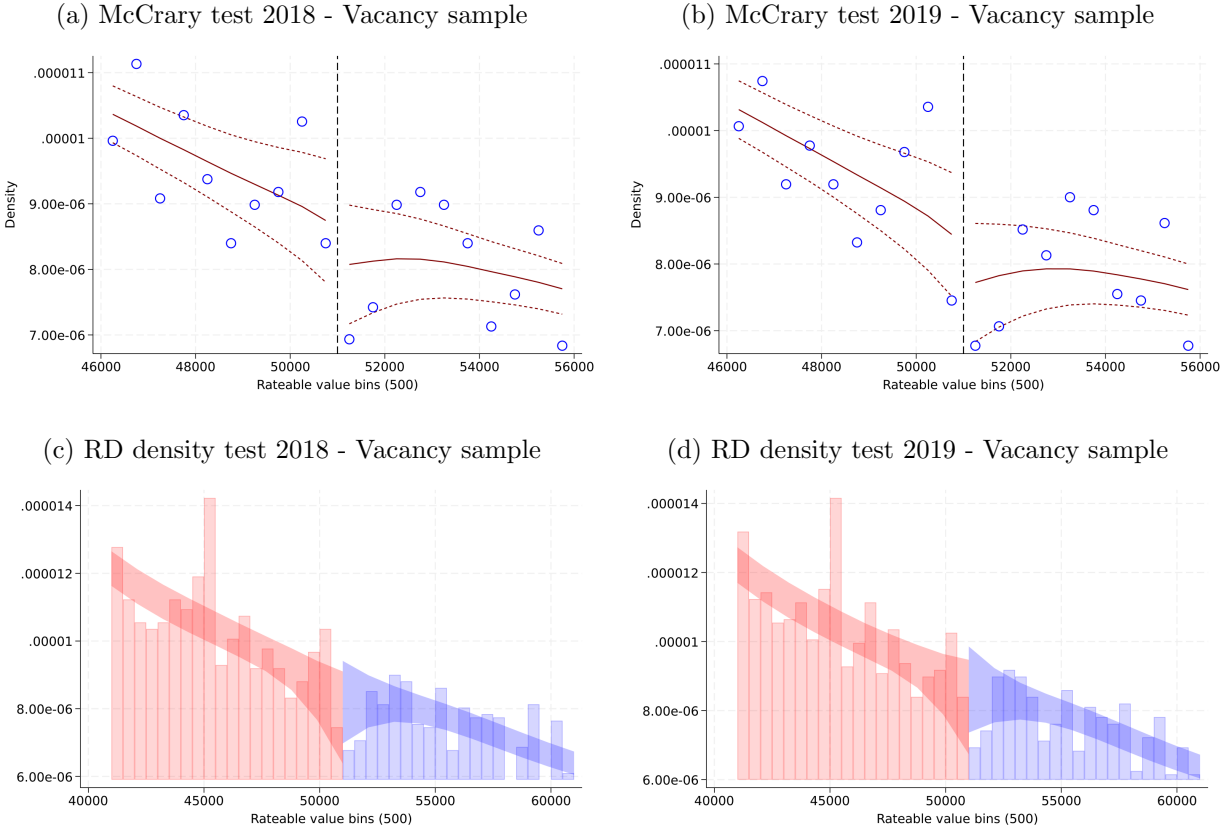 (a) McCrary test 2018 - Vacancy sample
.000011
.00001
9.00e-06
8.00e-06
7.00e-06
Density
46000 48000 50000 52000 54000 56000
Rateable value bins (500)
(b) McCrary test 2019 - Vacancy sample
.000011
.00001
9.00e-06
8.00e-06
7.00e-06
Density
46000 48000 50000 52000 54000 56000
Rateable value bins (500)
(c) RD density test 2018 - Vacancy sample
.000014
.000012
.00001
8.00e-06
6.00e-06
40000 45000 50000 55000 60000
Rateable value bins (500)
(d) RD density test 2019 - Vacancy sample
.000014
.000012
.00001
8.00e-06
6.00e-06
40000 45000 50000 55000 60000
Rateable value bins (500)